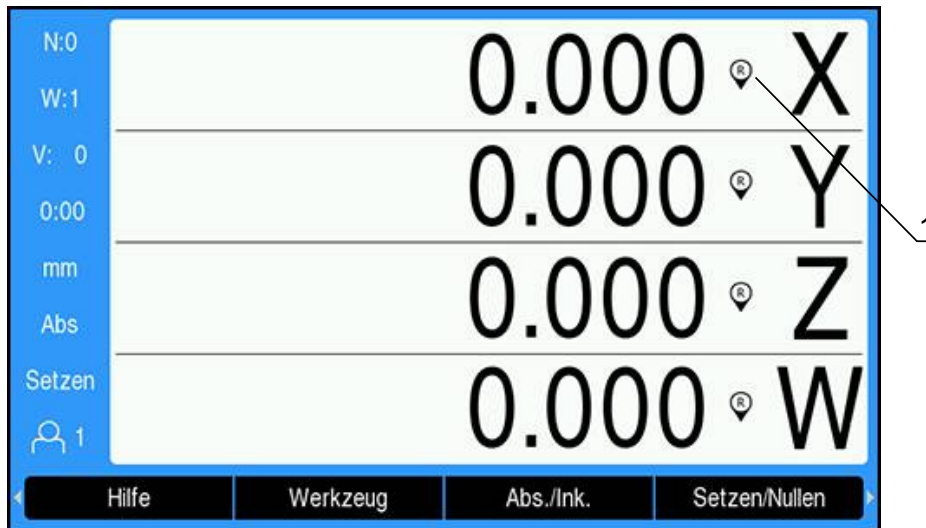 N:0
W:1
V: 0
0:00
mm
Abs
Setzen
1
0.000 R X
0.000 R Y
0.000 R Z
0.000 R W
1
Hilfe Werkzeug Abs./Ink. Setzen/Nullen